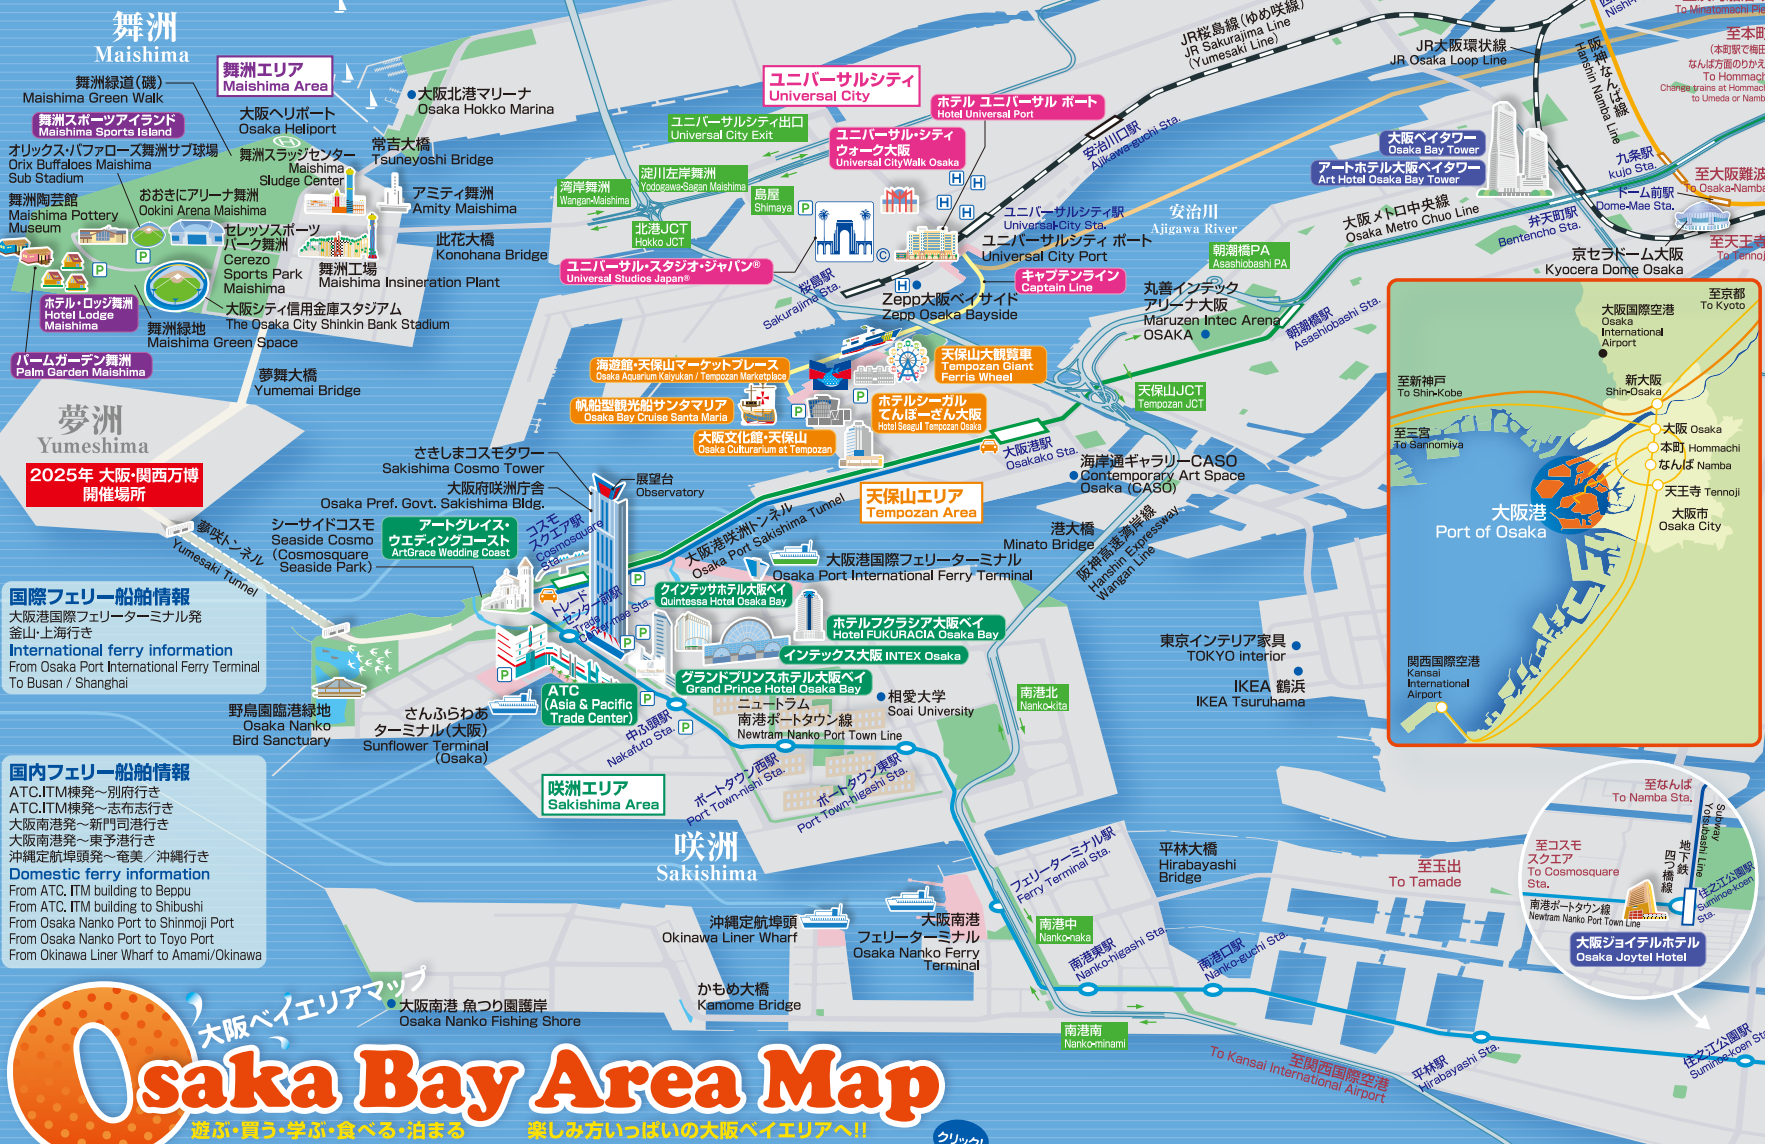 舞洲
Maishima
舞洲エリア
Maishima Area
舞洲緑道(磯)
Maishima Green Walk
舞洲スポーツアイランド
Maishima Sports Island
大阪ヘリポート
Osaka Heliport
大阪北港マリーナ
Osaka Hokko Marina
常吉大橋
Tsuneyoshi Bridge
オリックス・バファローズ舞洲サブ球場
Orix Buffaloes Maishima
Sub Stadium
舞洲スラッジセンター
Maishima
Sludge Center
アミティ舞洲
Amity Maishima
舞洲陶芸館
Maishima Pottery
Museum
おおきにアリーナ舞洲
Ookini Arena Maishima
セレッソスポーツ
パーク舞洲
Cerezo
Sports Park
Maishima
此花大橋
Konohana Bridge
舞洲工場
Maishima Insineration Plant
ホテル・ロッジ舞洲
Hotel Lodge
Maishima
大阪シティ信用金庫スタジアム
The Osaka City Shinkin Bank Stadium
舞洲緑地
Maishima Green Space
パームガーデン舞洲
Palm Garden Maishima
夢舞大橋
Yumemai Bridge
夢洲
Yumeshima
2025年 大阪・関西万博
開催場所
夢咲トンネル
Yumesaki Tunnel
ユニバーサルシティ
Universal City
ユニバーサルシティ出口
Universal City Exit
ホテル ユニバーサル ポート
Hotel Universal Port
ユニバーサル・シティ
ウォーク大阪
Universal CityWalk Osaka
湾岸舞洲
Wangan-Maishima
淀川左岸舞洲
Yodogawa-Sagan Maishima
島屋
Shimaya
北港JCT
Hokko JCT
ユニバーサル・スタジオ・ジャパン®
Universal Studios Japan®
©
桜島駅
Sakurajima Sta.
ユニバーサルシティ駅
Universal-City Sta.
ユニバーサルシティ ポート
Universal City Port
キャプテンライン
Captain Line
Zepp大阪ベイサイド
Zepp Osaka Bayside
JR桜島線(ゆめ咲線)
JR Sakurajima Line
(Yumesaki Line)
安治川口駅
Ajikawa-guchi Sta.
安治川
Ajigawa River
JR大阪環状線
JR Osaka Loop Line
阪神なんば線
Hanshin Namba Line
To Minatomachi
至本町
(本町駅で梅田
なんば方面のりかえ
To Hommach
Change trains at Hommach
to Umeda or Namb
大阪ベイタワー
Osaka Bay Tower
アートホテル大阪ベイタワー
Art Hotel Osaka Bay Tower
九条駅
kujo Sta.
至大阪難波
To Osaka-Namba
ドーム前駅
Dome-Mae Sta.
大阪メトロ中央線
Osaka Metro Chuo Line
弁天町駅
Bentencho Sta.
京セラドーム大阪
Kyocera Dome Osaka
至天王寺
To Tennoj
朝潮橋PA
Asashiobashi PA
丸善インテック
アリーナ大阪
Maruzen Intec Arena
OSAKA
朝潮橋駅
Asashiobashi Sta.
天保山JCT
Tempozan JCT
海遊館・天保山マーケットプレース
Osaka Aquarium Kaiyukan / Tempozan Marketplace
天保山大観覧車
Tempozan Giant
Ferris Wheel
帆船型観光船サンタマリア
Osaka Bay Cruise Santa Maria
ホテルシーガル
てんぽーざん大阪
Hotel Seagull Tempozan Osaka
大阪文化館・天保山
Osaka Culturarium at Tempozan
大阪港駅
Osakako Sta.
天保山エリア
Tempozan Area
海岸通ギャラリーCASO
Contemporary Art Space
Osaka (CASO)
港大橋
Minato Bridge
阪神高速湾岸線
Hanshin Expressway
Wangan Line
さきしまコスモタワー
Sakishima Cosmo Tower
大阪府咲洲庁舎
Osaka Pref. Govt. Sakishima Bldg.
展望台
Observatory
シーサイドコスモ
Seaside Cosmo
(Cosmosquare
Seaside Park)
アートグレイス・
ウエディングコースト
ArtGrace Wedding Coast
コスモスクエア駅
Cosmosquare Sta.
大阪港咲洲トンネル
Osaka Port Sakishima Tunnel
大阪港国際フェリーターミナル
Osaka Port International Ferry Terminal
トレードセンター前駅
Trade Center-mae Sta.
クインテッサホテル大阪ベイ
Quintessa Hotel Osaka Bay
ホテルフクラシア大阪ベイ
Hotel FUKURACIA Osaka Bay
インテックス大阪 INTEX Osaka
グランドプリンスホテル大阪ベイ
Grand Prince Hotel Osaka Bay
ATC
(Asia & Pacific
Trade Center)
相愛大学
Soai University
ニュートラム
南港ポートタウン線
Newtram Nanko Port Town Line
中ふ頭駅
Nakafuto Sta.
野鳥園臨港緑地
Osaka Nanko
Bird Sanctuary
さんふらわあ
ターミナル(大阪)
Sunflower Terminal
(Osaka)
咲洲エリア
Sakishima Area
ポートタウン西駅
Port Town-nishi Sta.
ポートタウン東駅
Port Town-higashi Sta.
南港北
Nanko-kita
東京インテリア家具
TOKYO interior
IKEA 鶴浜
IKEA Tsuruhama
咲洲
Sakishima
フェリーターミナル駅
Ferry Terminal Sta.
平林大橋
Hirabayashi
Bridge
沖縄定航埠頭
Okinawa Liner Wharf
大阪南港
フェリーターミナル
Osaka Nanko Ferry
Terminal
南港中
Nanko-naka
南港東駅
Nanko-higashi Sta.
南港口駅
Nanko-guchi Sta.
かもめ大橋
Kamome Bridge
大阪南港 魚つり園護岸
Osaka Nanko Fishing Shore
南港南
Nanko-minami
至関西国際空港
To Kansai International Airport
平林駅
Hirabayashi Sta.
至玉出
To Tamade
住之江公園駅
Suminoe-koen St
国際フェリー船舶情報
大阪港国際フェリーターミナル発
釜山・上海行き
International ferry information
From Osaka Port International Ferry Terminal
To Busan / Shanghai
国内フェリー船舶情報
ATC.ITM棟発〜別府行き
ATC.ITM棟発〜志布志行き
大阪南港発〜新門司港行き
大阪南港発〜東予港行き
沖縄定航埠頭発〜奄美／沖縄行き
Domestic ferry information
From ATC. ITM building to Beppu
From ATC. ITM building to Shibushi
From Osaka Nanko Port to Shinmoji Port
From Osaka Nanko Port to Toyo Port
From Okinawa Liner Wharf to Amami/Okinawa
大阪国際空港
Osaka
International
Airport
至京都
To Kyoto
至新神戸
To Shin-Kobe
新大阪
Shin-Osaka
至三宮
To Sannomiya
大阪 Osaka
本町 Hommachi
なんば Namba
天王寺 Tennoji
大阪市
Osaka City
大阪港
Port of Osaka
関西国際空港
Kansai
International
Airport
至なんば
To Namba Sta.
至コスモ
スクエア
To Cosmosquare
Sta.
地下鉄
四つ橋線
Subway
Yotsubashi Line
南港ポートタウン線
Newtram Nanko Port Town Line
住之江公園駅
Suminoe-koen
Sta.
大阪ジョイテルホテル
Osaka Joytel Hotel
大阪ベイエリアマップ
Osaka Bay Area Map
遊ぶ・買う・学ぶ・食べる・泊まる 楽しみ方いっぱいの大阪ベイエリアへ!!
クリック!